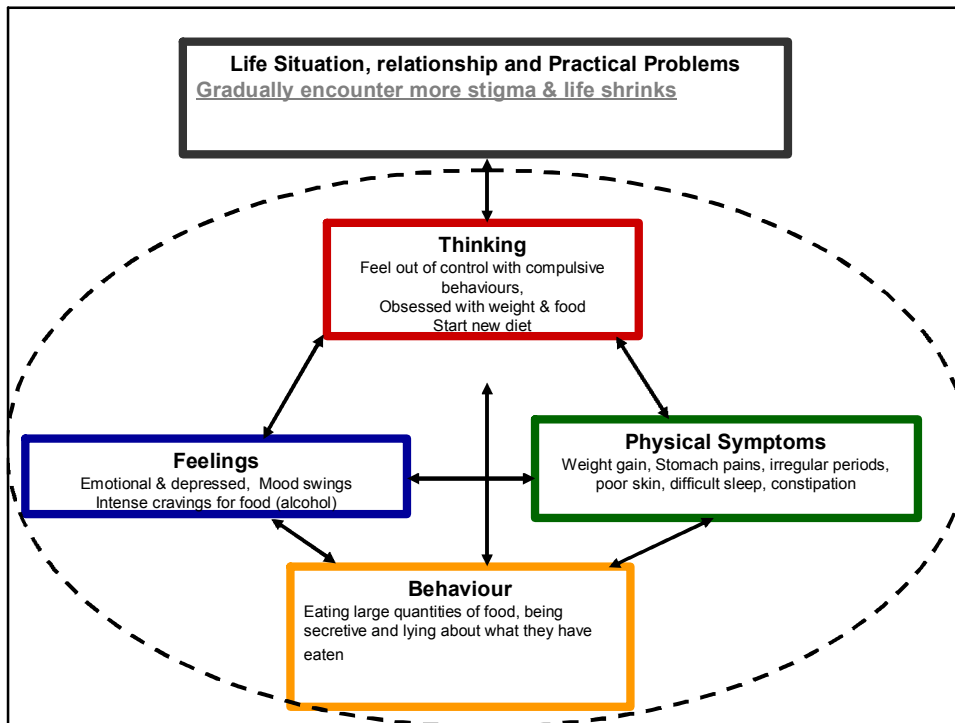 Life Situation, relationship and Practical Problems
Gradually encounter more stigma & life shrinks
Thinking
Feel out of control with compulsive
behaviours,
Obsessed with weight & food
Start new diet
Feelings
Emotional & depressed, Mood swings
Intense cravings for food (alcohol)
Physical Symptoms
Weight gain, Stomach pains, irregular periods,
poor skin, difficult sleep, constipation
Behaviour
Eating large quantities of food, being
secretive and lying about what they have
eaten